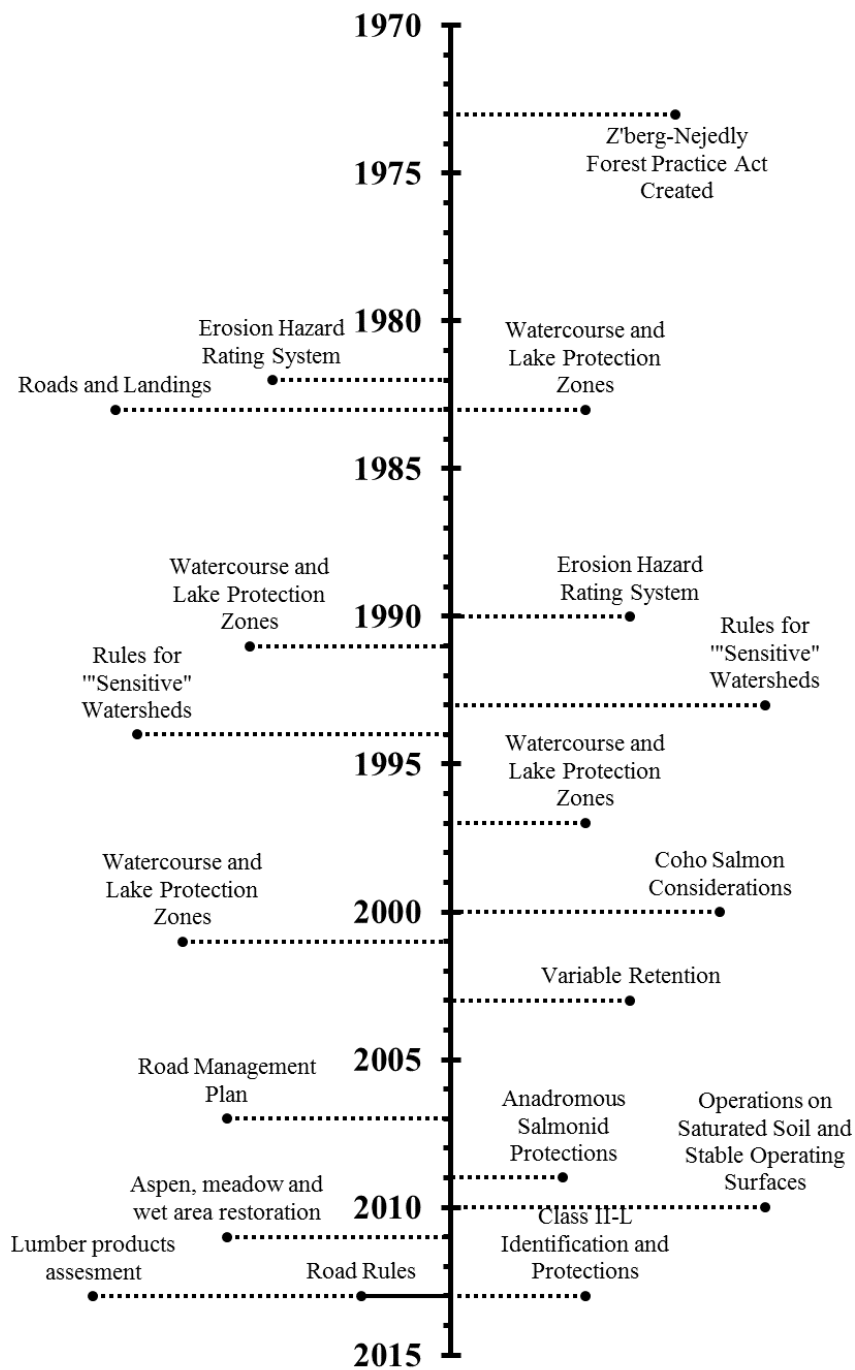 1970
Z'berg-Nejedly
Forest Practice Act
Created
1975
1980
Erosion Hazard
Rating System
Watercourse and
Lake Protection
Zones
Roads and Landings
1985
Watercourse and
Lake Protection
Zones
Erosion Hazard
Rating System
1990
Rules for
'"Sensitive"
Watersheds
Rules for
'"Sensitive"
Watersheds
Watercourse and
Lake Protection
Zones
1995
Watercourse and
Lake Protection
Zones
Coho Salmon
Considerations
2000
Variable Retention
2005
Road Management
Plan
Anadromous
Salmonid
Protections
Operations on
Saturated Soil and
Stable Operating
Surfaces
Aspen, meadow and
wet area restoration
2010
Class II-L
Identification and
Protections
Lumber products
assesment
Road Rules
2015